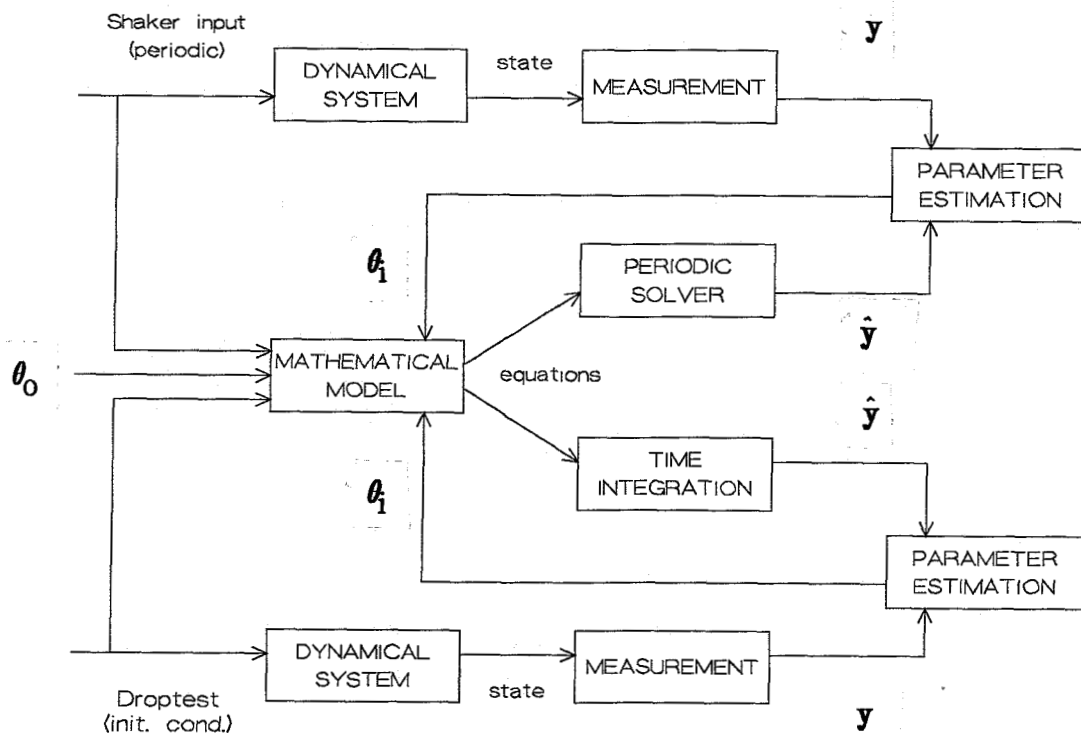 Shaker input
(periodic)
y
DYNAMICAL
SYSTEM
state
MEASUREMENT
PARAMETER
ESTIMATION
θi
PERIODIC
SOLVER
ŷ
θO
MATHEMATICAL
MODEL
equations
ŷ
θi
TIME
INTEGRATION
PARAMETER
ESTIMATION
DYNAMICAL
SYSTEM
state
MEASUREMENT
Droptest
(init. cond.)
y